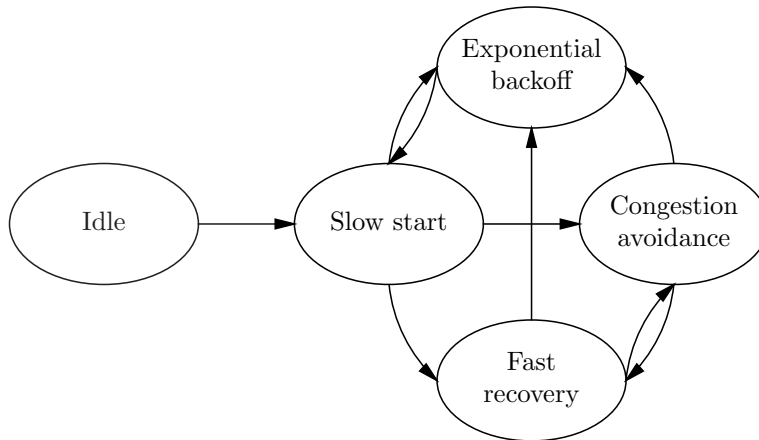 Exponential
backoff
Idle
Slow start
Congestion
avoidance
Fast
recovery